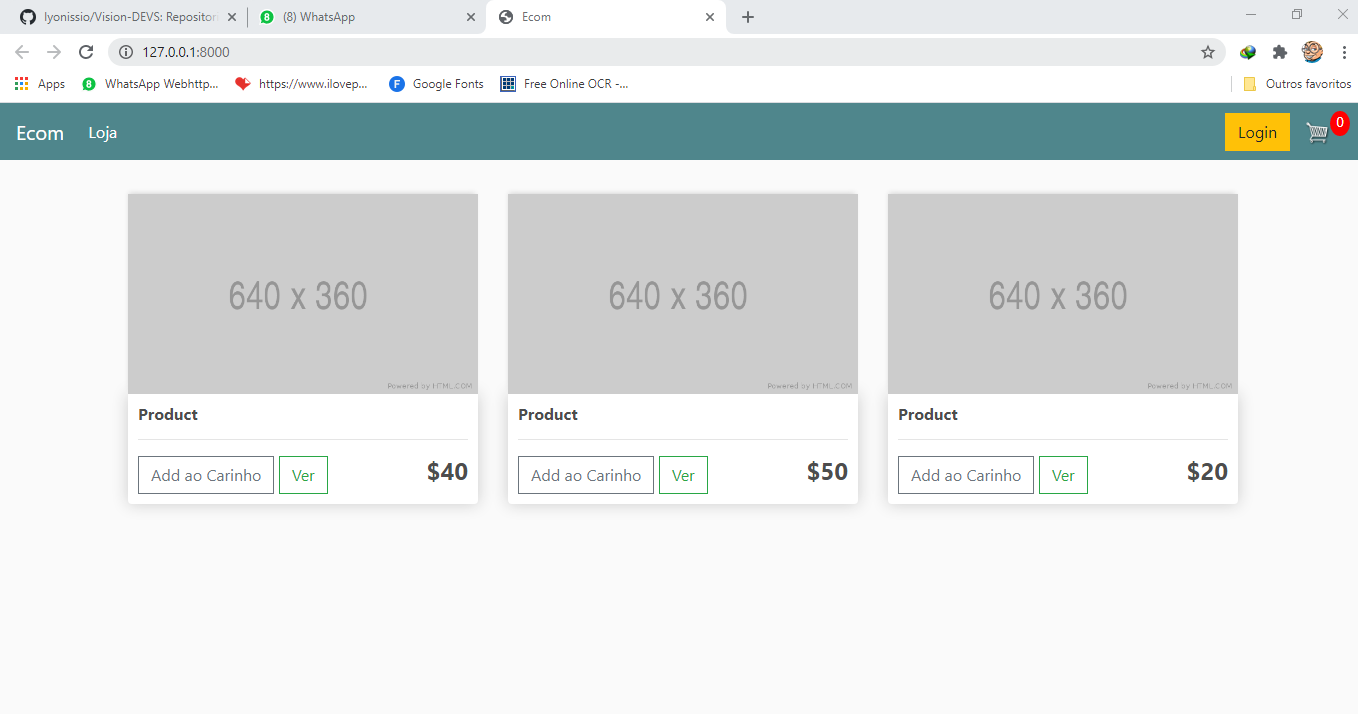 lyonissio/Vision-DEVS: Repositori
8 (8) WhatsApp
Ecom
127.0.0.1:8000
Apps
8 WhatsApp Webhttp...
https://www.ilovep...
F Google Fonts
Free Online OCR -...
Outros favoritos
Ecom Loja Login 0
640 x 360 640 x 360 640 x 360
Powered by HTML.COM Powered by HTML.COM Powered by HTML.COM
Product Product Product
Add ao Carinho Ver $40 Add ao Carinho Ver $50 Add ao Carinho Ver $20